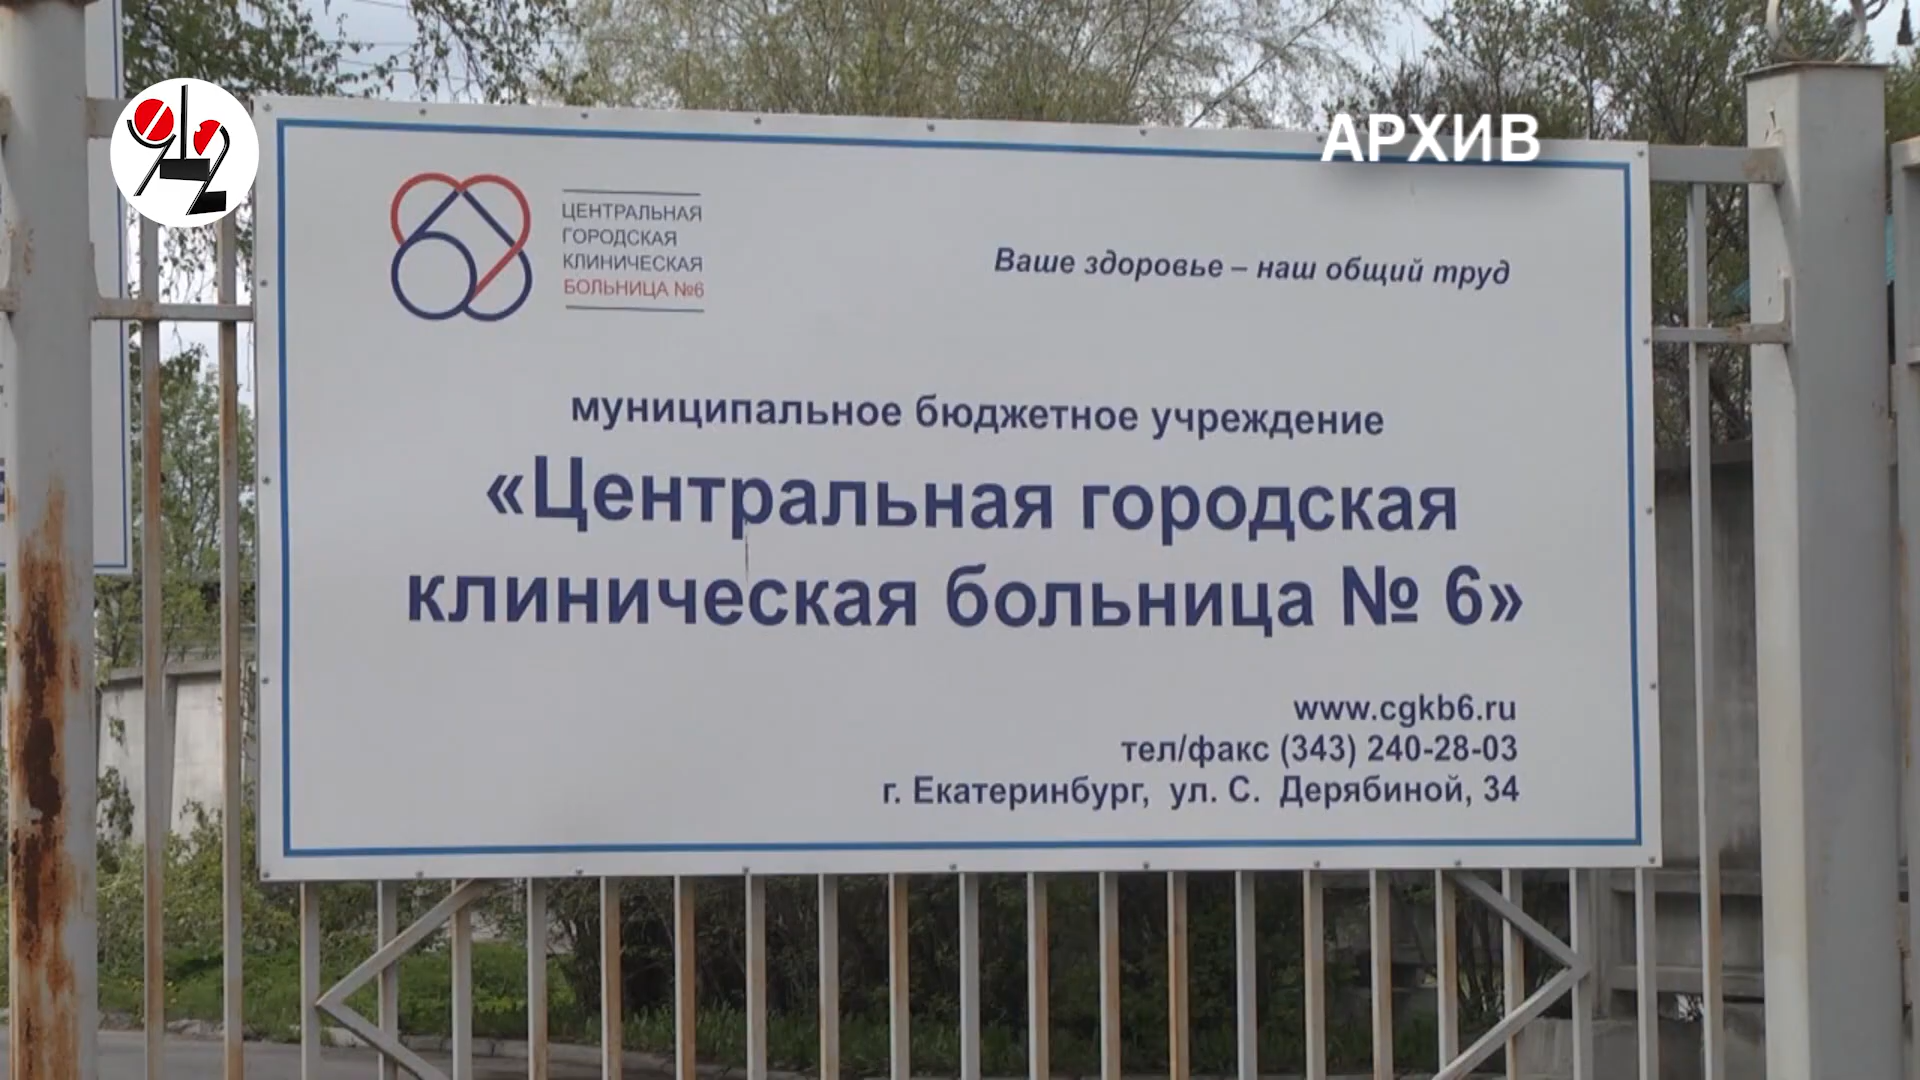 АРХИВ
ЦЕНТРАЛЬНАЯ
ГОРОДСКАЯ
КЛИНИЧЕСКАЯ
БОЛЬНИЦА №6
Ваше здоровье – наш общий труд
муниципальное бюджетное учреждение
«Центральная городская
клиническая больница № 6»
www.cgkb6.ru
тел/факс (343) 240-28-03
г. Екатеринбург, ул. С. Дерябиной, 34